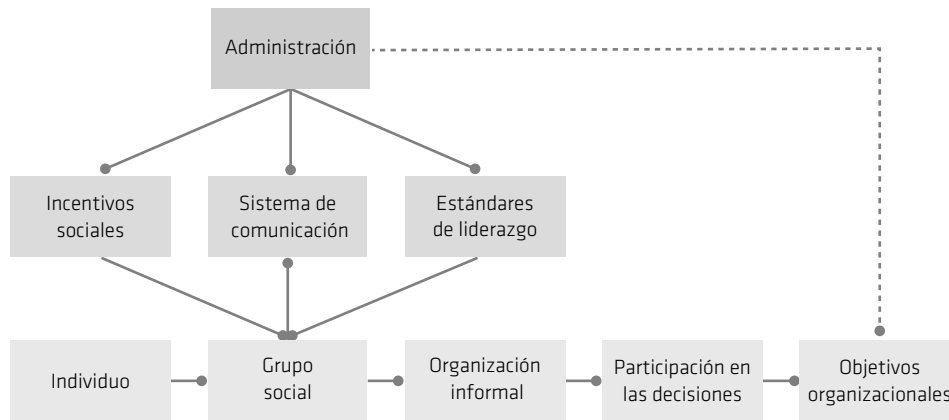 Administración
Incentivos
sociales
Sistema de
comunicación
Estándares
de liderazgo
Individuo
Grupo
social
Organización
informal
Participación en
las decisiones
Objetivos
organizacionales